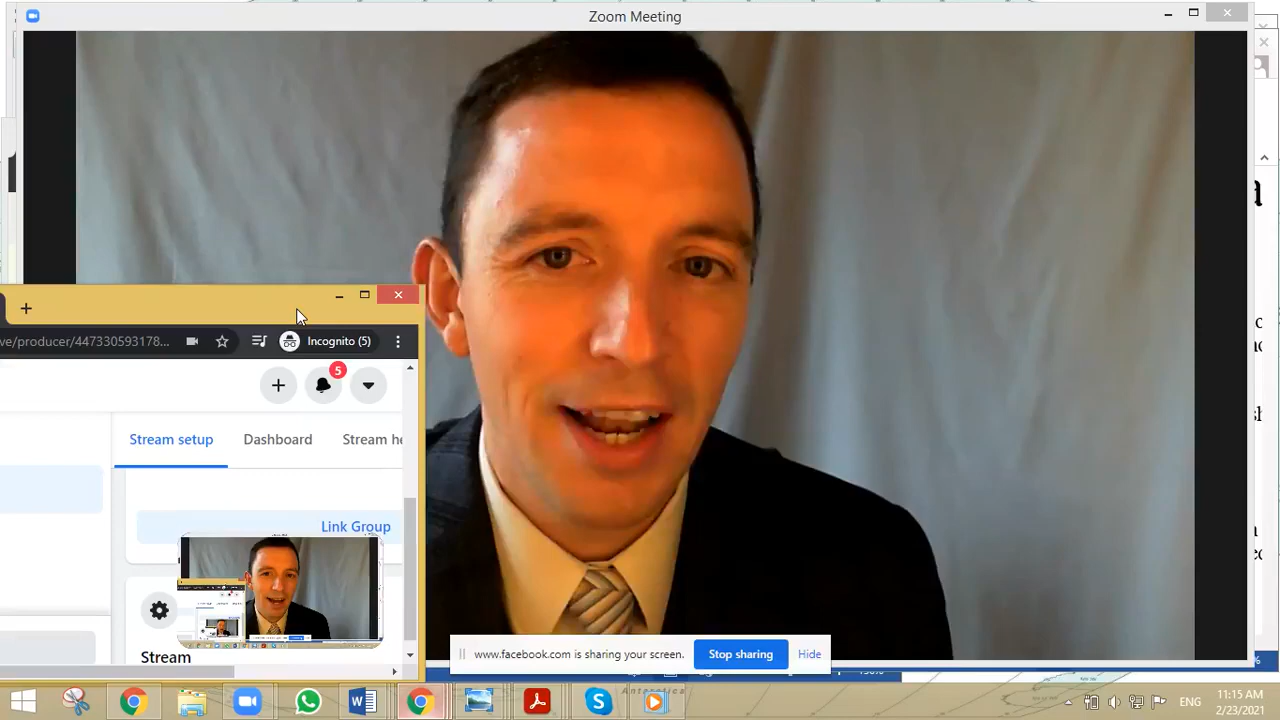 Zoom Meeting
ve/producer/447330593178...
Incognito (5)
5
Stream setup
Dashboard
Stream he
Link Group
Stream
www.facebook.com is sharing your screen.
Stop sharing
Hide
Antarctica
ENG
11:15 AM
2/23/2021